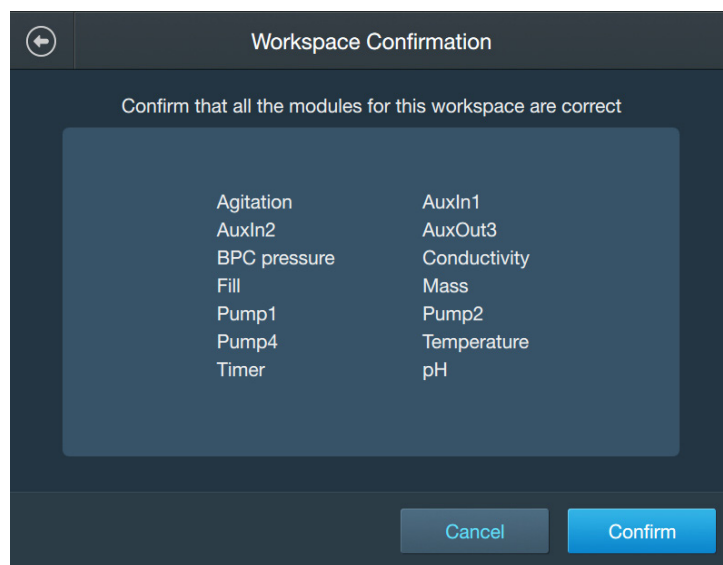 Workspace Confirmation
Confirm that all the modules for this workspace are correct
Agitation AuxIn1
AuxIn2 AuxOut3
BPC pressure Conductivity
Fill Mass
Pump1 Pump2
Pump4 Temperature
Timer pH
Cancel Confirm